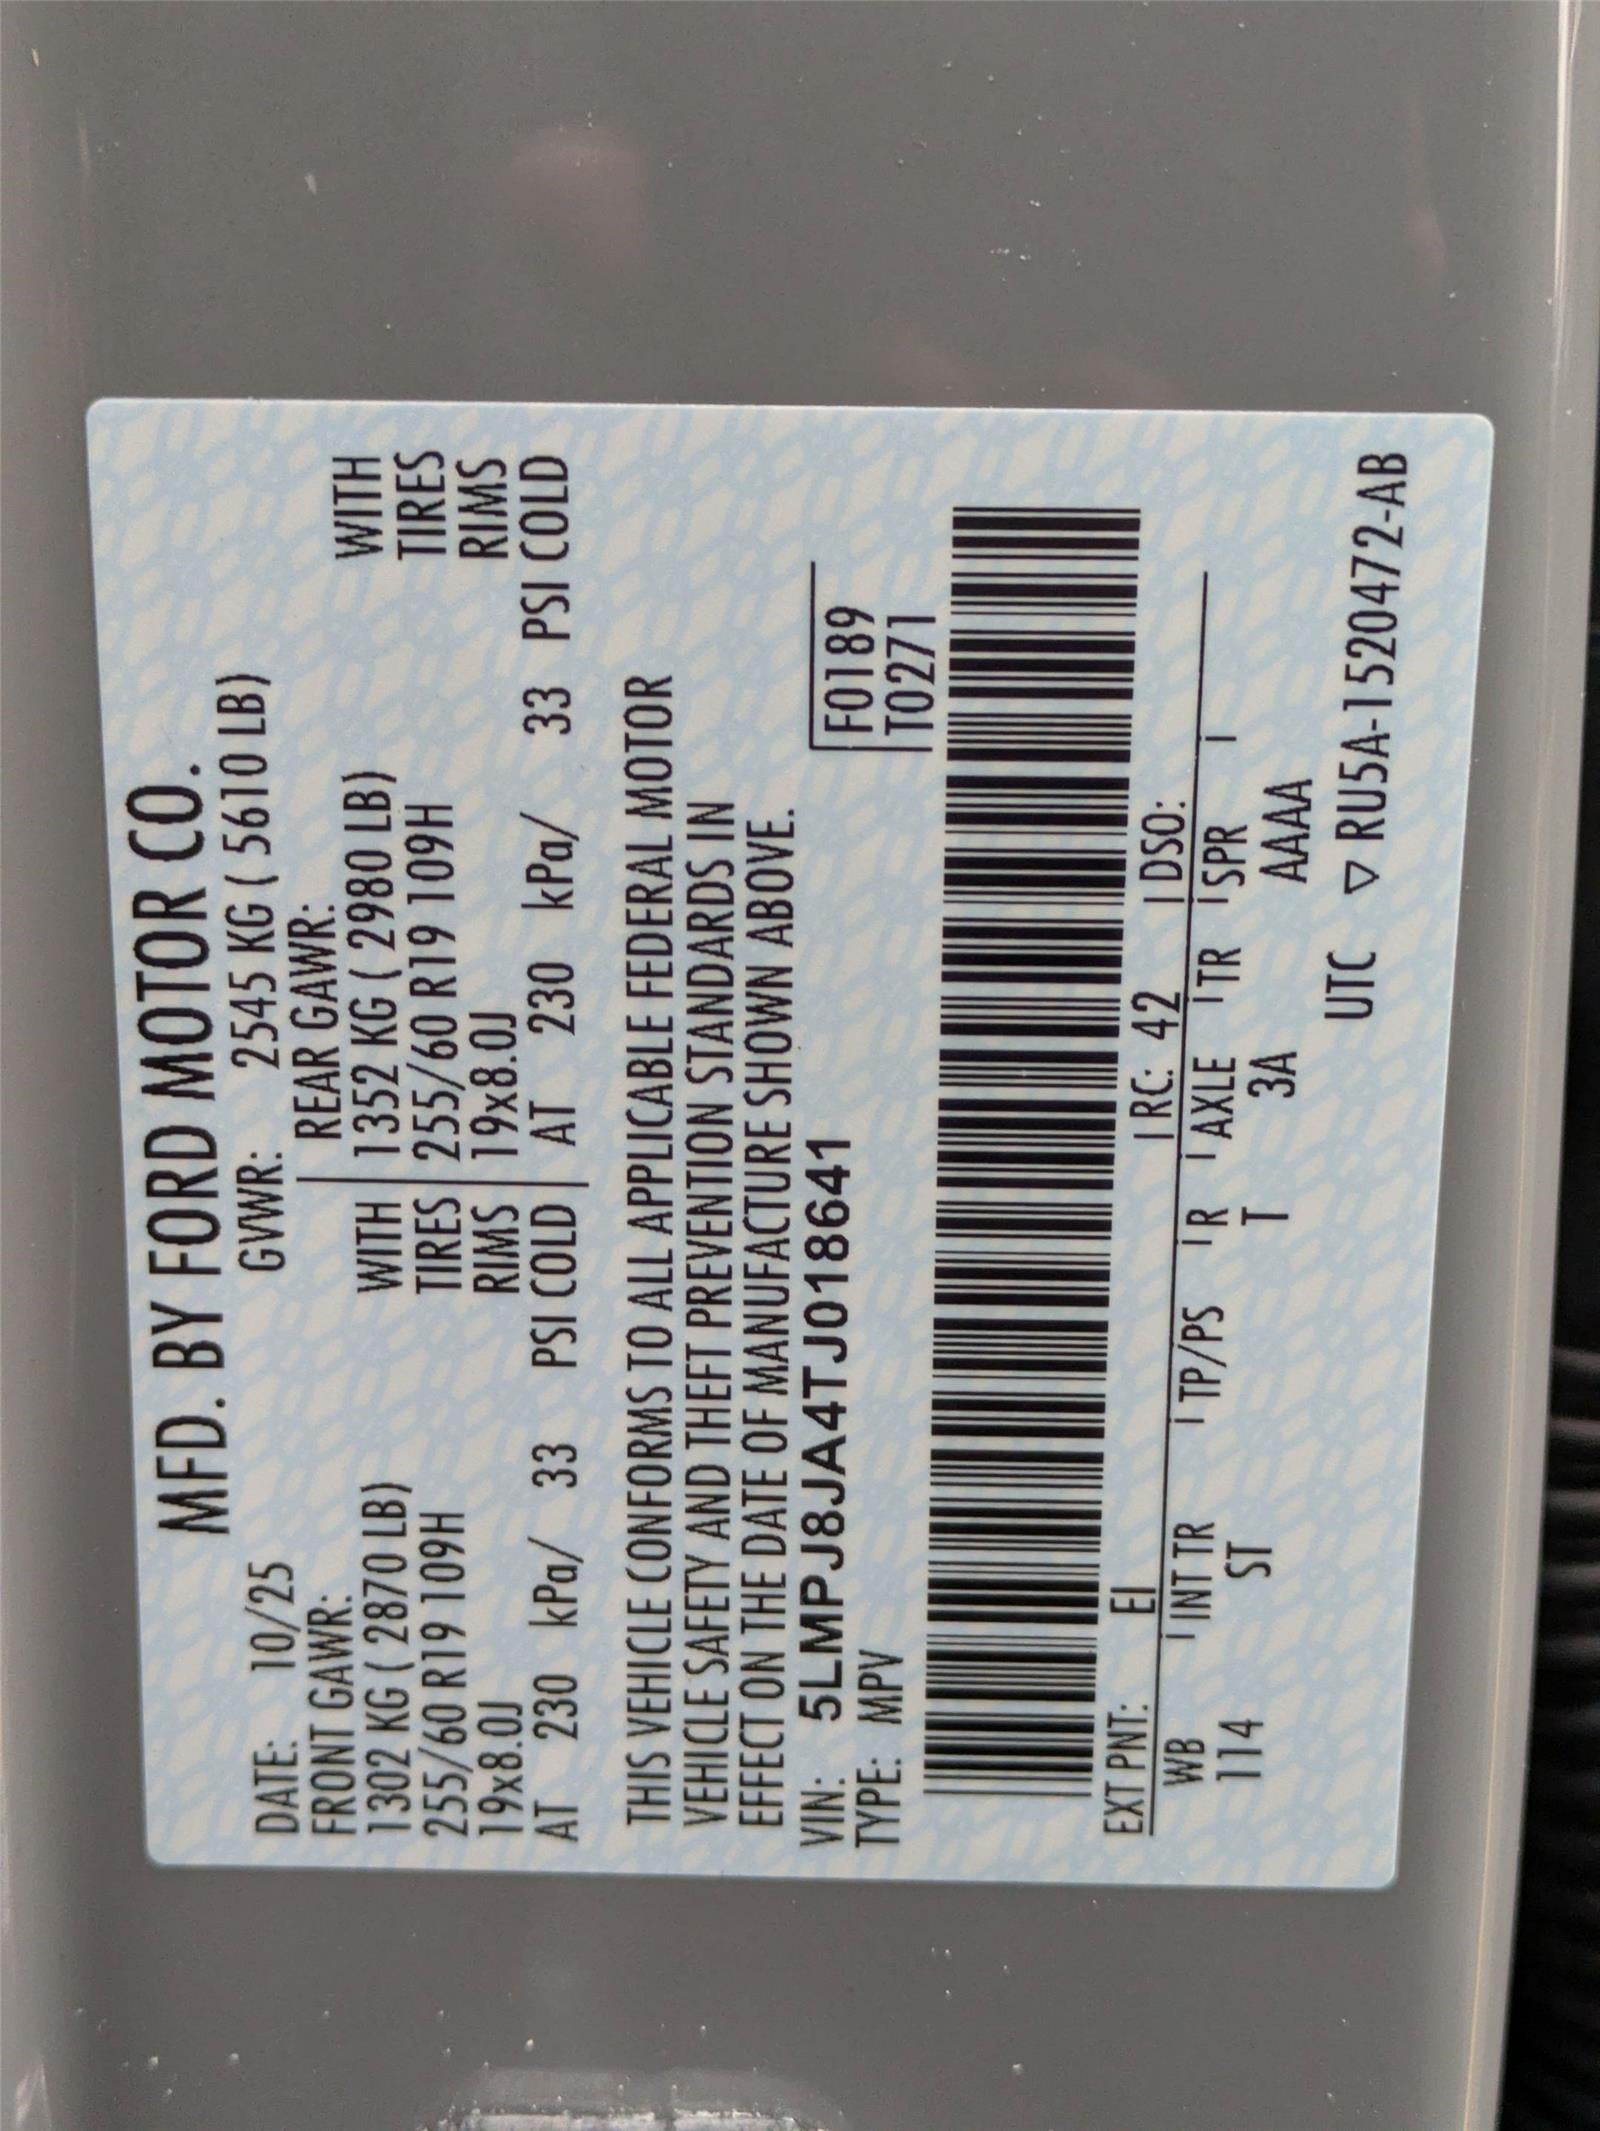 MFD. BY FORD MOTOR CO.
DATE: 10/25 GVWR: 2545 KG ( 5610 LB)
FRONT GAWR: REAR GAWR:
1302 KG ( 2870 LB) WITH 1352 KG ( 2980 LB) WITH
255/60 R19 109H TIRES 255/60 R19 109H TIRES
19x8.0J RIMS 19x8.0J RIMS
AT 230 kPa/ 33 PSI COLD AT 230 kPa/ 33 PSI COLD
THIS VEHICLE CONFORMS TO ALL APPLICABLE FEDERAL MOTOR
VEHICLE SAFETY AND THEFT PREVENTION STANDARDS IN
EFFECT ON THE DATE OF MANUFACTURE SHOWN ABOVE.
VIN: 5LMPJ8JA4TJ018641
TYPE: MPV
F0189
T0271
EXT PNT: EI RC: 42 DSO:
WB INT TR TP/PS R AXLE TR SPR
114 ST T 3A AAAA
UTC ▽ RU5A-1520472-AB